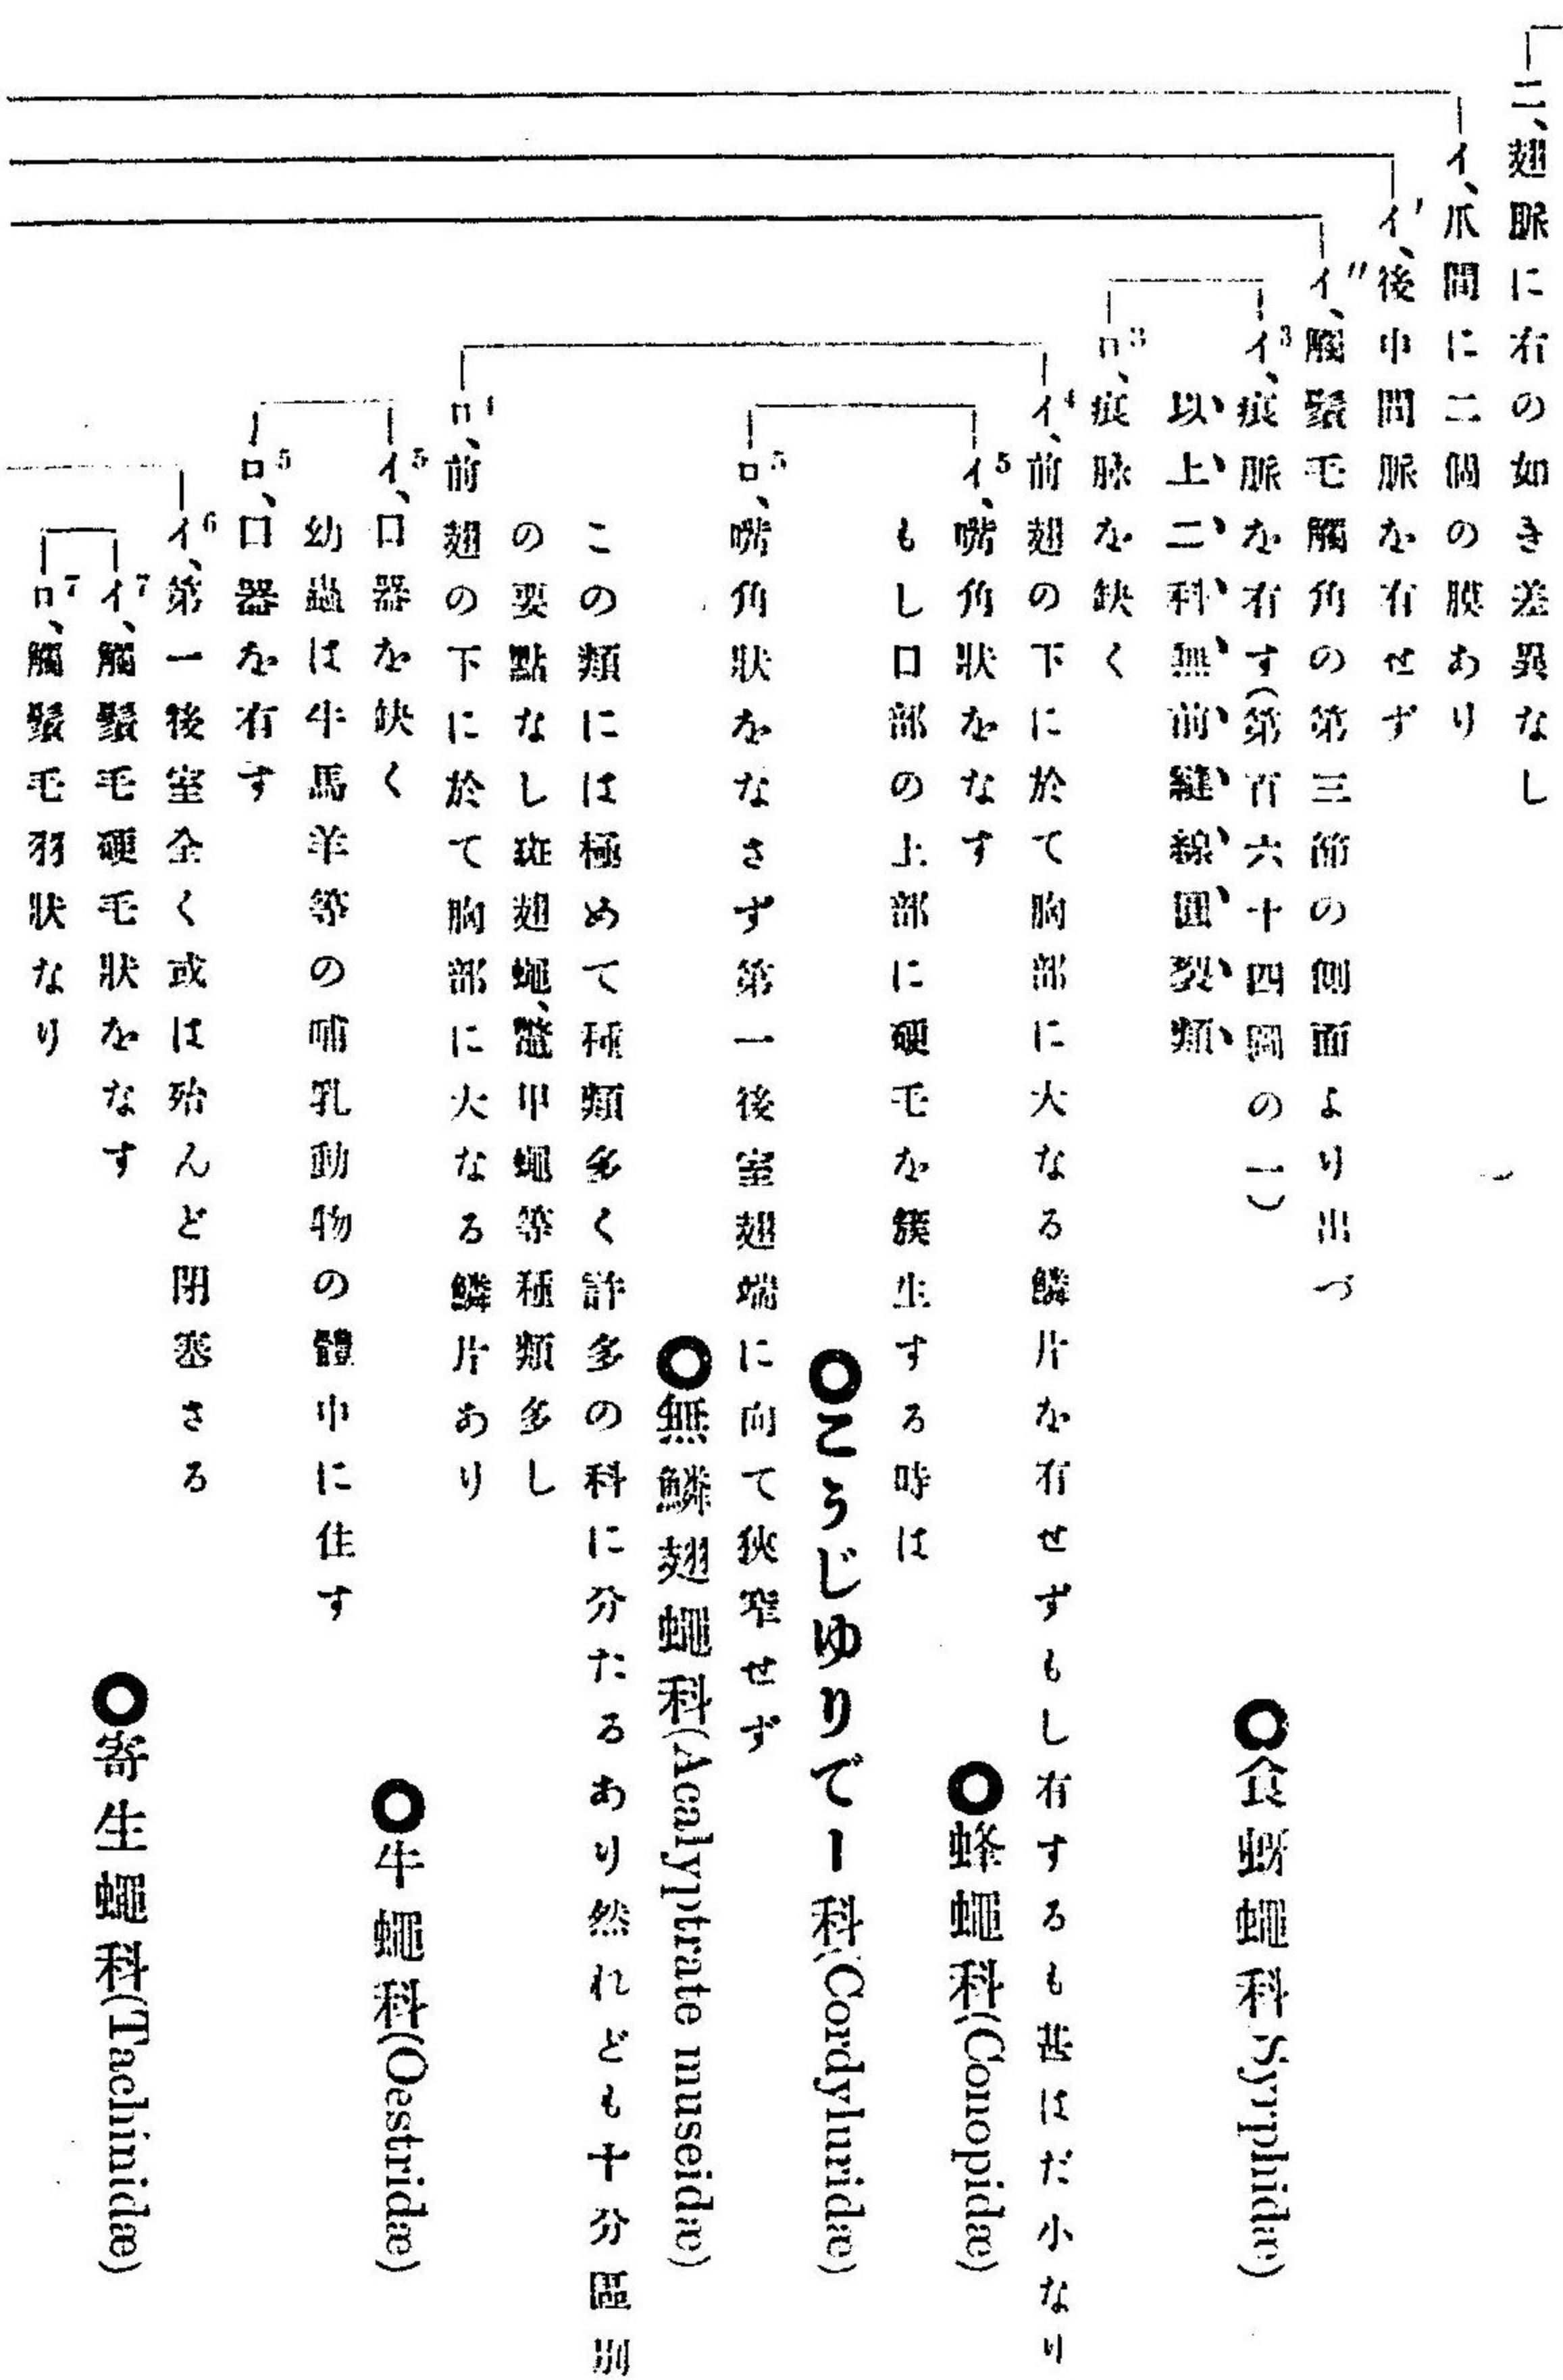 二、翅脈に右の如き差異なし
イ、爪間に二個の膜あり
イ'、後中間脈を有せず
イ''、觸鬚毛觸角の第三節の側面より出づ
イ3、痕脈を有す(第百六十四圖の一)
●食蚜蠅科(Syrphidæ)
以上二科無前縫線圍裂類
ロ3、痕脉を缺く
イ4、前翅の下に於て胸部に大なる鱗片を有せずもし有するも甚はだ小なり
イ5、嘴角狀をなす
●蜂蠅科(Conopidæ)
もし口部の上部に硬毛を簇生する時は
●こうじゆりでー科(Cordyluridæ)
ロ5、嘴角狀をなさず第一後室翅端に向て狹窄せず
●無鱗翅蠅科(Acalyptrate museidæ)
この類には極めて種類多く許多の科に分たるあり然れども十分區別
の要點なし斑翅蠅、鼈甲蠅等種類多し
ロ4、前翅の下に於て胸部に大なる鱗片あり
イ5、口器を缺く
●牛蠅科(Oestridæ)
幼蟲は牛馬羊等の哺乳動物の體中に住す
ロ5、口器を有す
イ6、第一後室全く或は殆んど閉塞さる
イ7、觸鬚毛硬毛狀をなす
●寄生蠅科(Tachinidæ)
ロ7、觸鬚毛羽狀なり